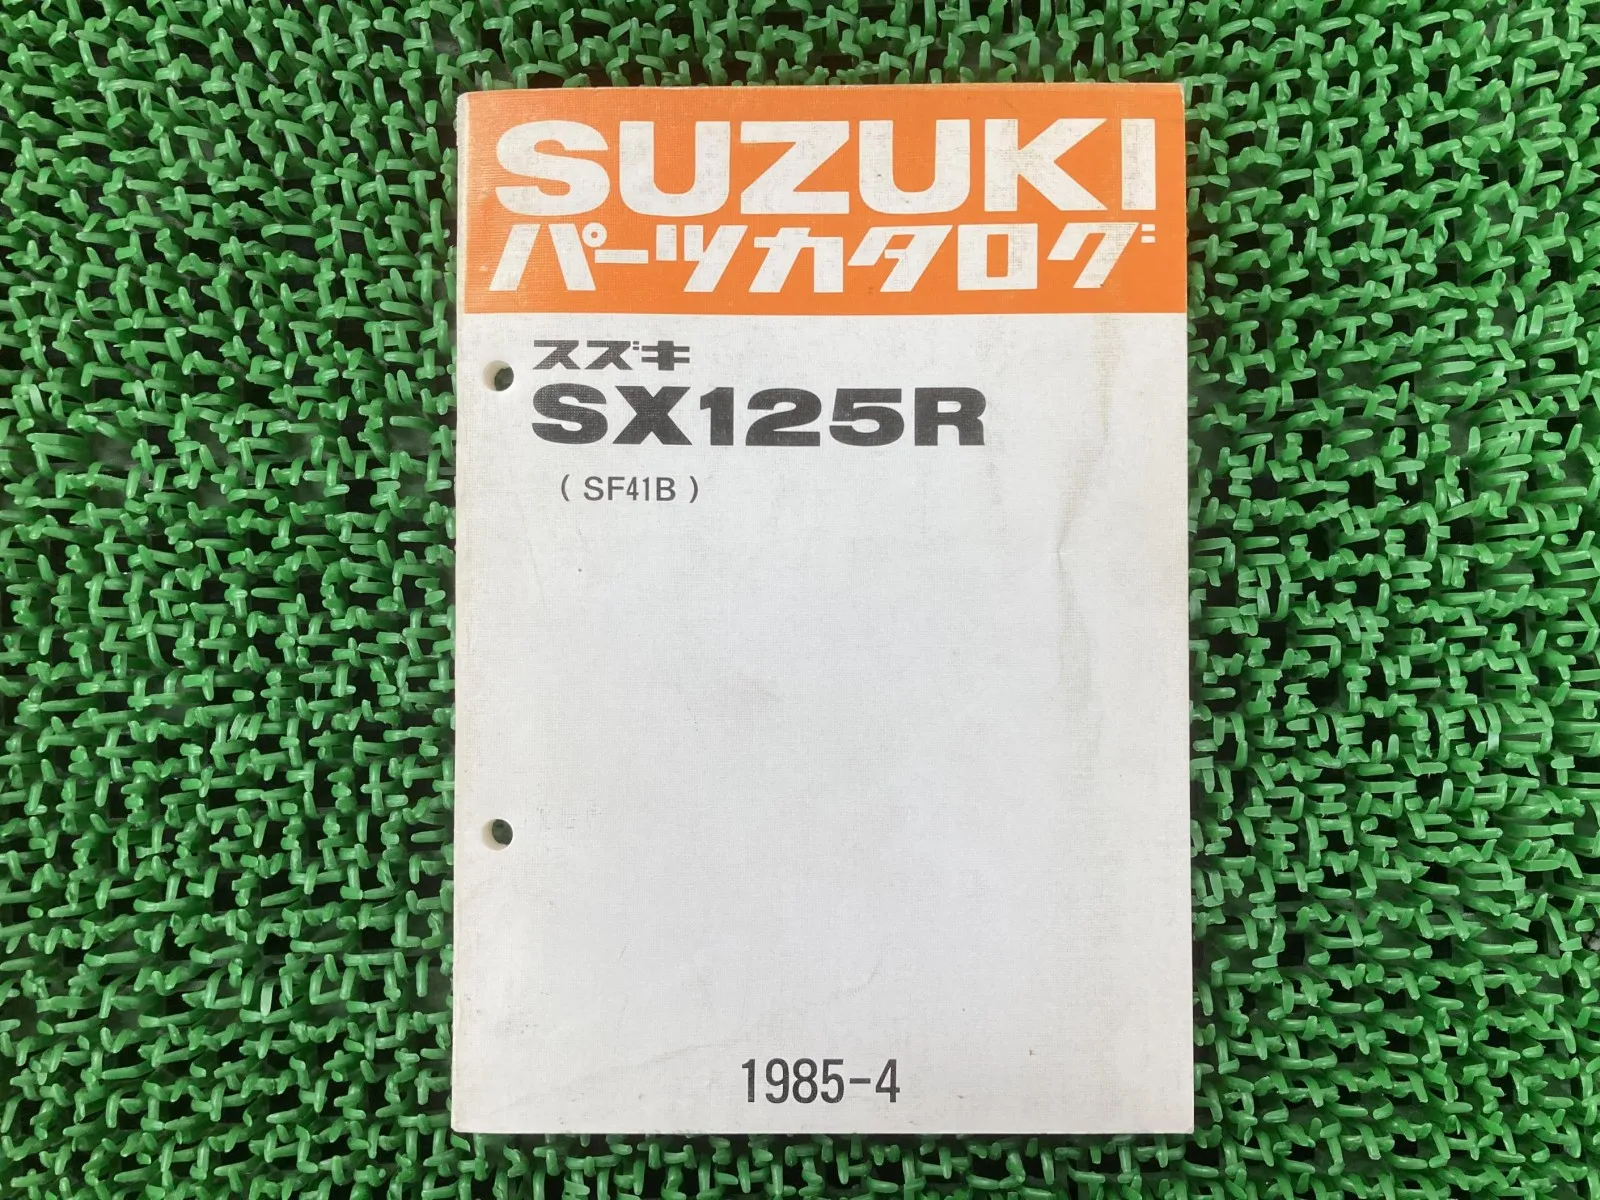 SUZUKI
パーツカタログ
スズキ
SX125R
( SF41B )
1985-4